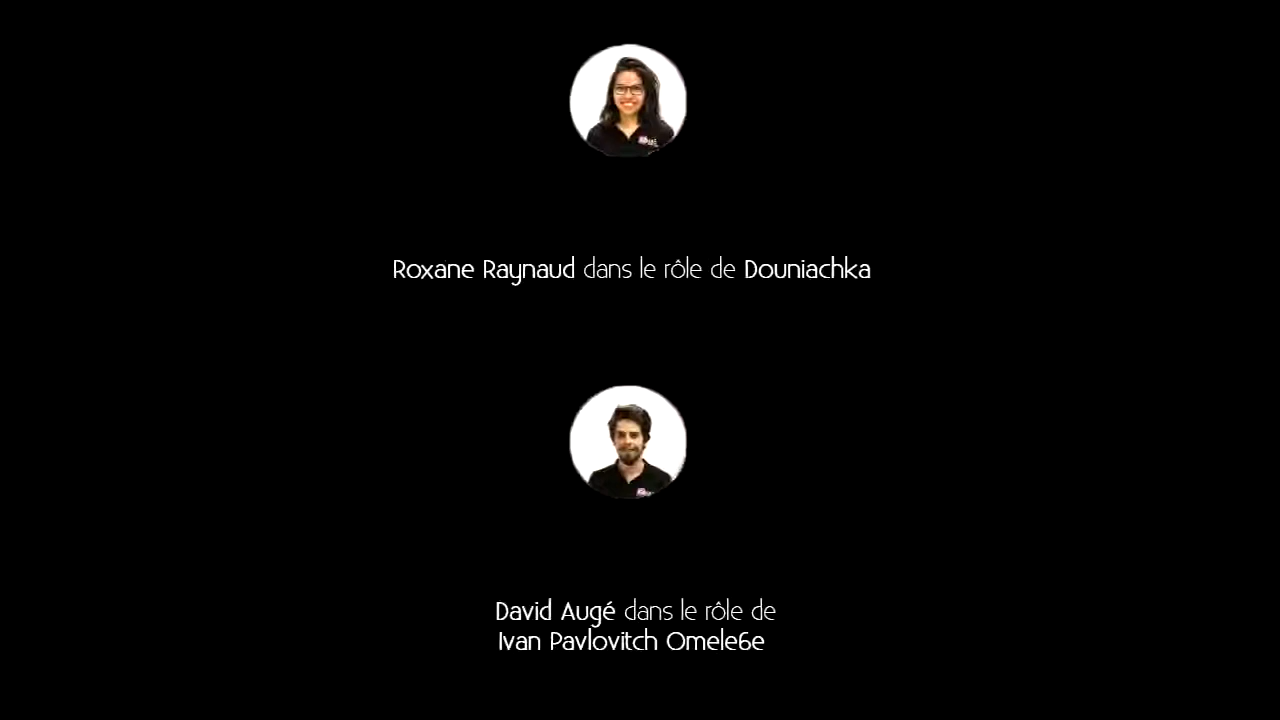 Roxane Raynaud dans le rôle de Douniachka
David Augé dans le rôle de
Ivan Pavlovitch Omele6e